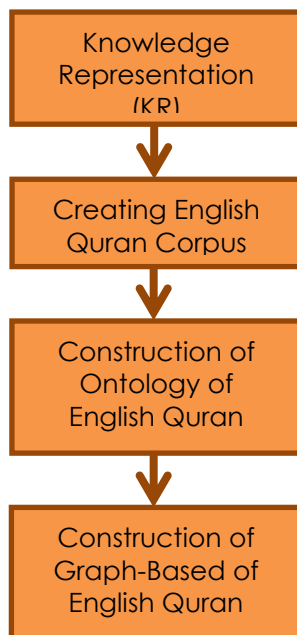 Knowledge
Representation
(KR)
Creating English
Quran Corpus
Construction of
Ontology of
English Quran
Construction of
Graph-Based of
English Quran